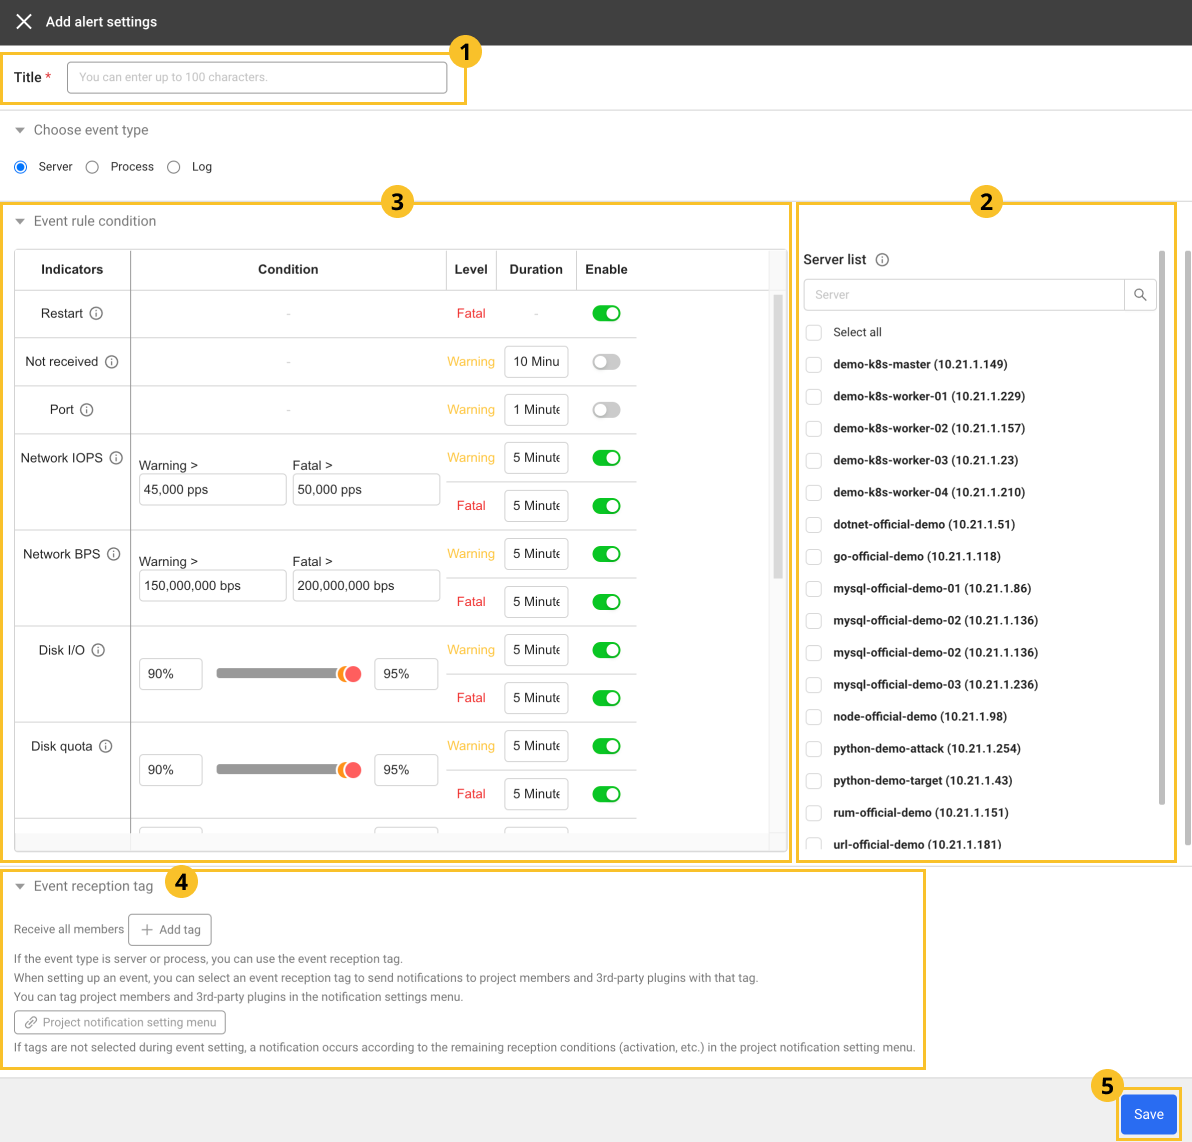 Add alert settings
1
Title *
You can enter up to 100 characters.
Choose event type
Server
Process
Log
3
Event rule condition
Indicators
Condition
Level
Duration
Enable
Restart
-
Fatal
-
Not received
-
Warning
10 Minu
Port
-
Warning
1 Minute
Network IOPS
Warning >
Fatal >
45,000 pps
50,000 pps
Warning
5 Minute
Fatal
5 Minute
Network BPS
Warning >
Fatal >
150,000,000 bps
200,000,000 bps
Warning
5 Minute
Fatal
5 Minute
Disk I/O
90%
95%
Warning
5 Minute
Fatal
5 Minute
Disk quota
90%
95%
Warning
5 Minute
Fatal
5 Minute
2
Server list
Server
Select all
demo-k8s-master (10.21.1.149)
demo-k8s-worker-01 (10.21.1.229)
demo-k8s-worker-02 (10.21.1.157)
demo-k8s-worker-03 (10.21.1.23)
demo-k8s-worker-04 (10.21.1.210)
dotnet-official-demo (10.21.1.51)
go-official-demo (10.21.1.118)
mysql-official-demo-01 (10.21.1.86)
mysql-official-demo-02 (10.21.1.136)
mysql-official-demo-02 (10.21.1.136)
mysql-official-demo-03 (10.21.1.236)
node-official-demo (10.21.1.98)
python-demo-attack (10.21.1.254)
python-demo-target (10.21.1.43)
rum-official-demo (10.21.1.151)
url-official-demo (10.21.1.181)
Event reception tag
4
Receive all members
Add tag
If the event type is server or process, you can use the event reception tag.
When setting up an event, you can select an event reception tag to send notifications to project members and 3rd-party plugins with that tag.
You can tag project members and 3rd-party plugins in the notification settings menu.
Project notification setting menu
If tags are not selected during event setting, a notification occurs according to the remaining reception conditions (activation, etc.) in the project notification setting menu.
5
Save